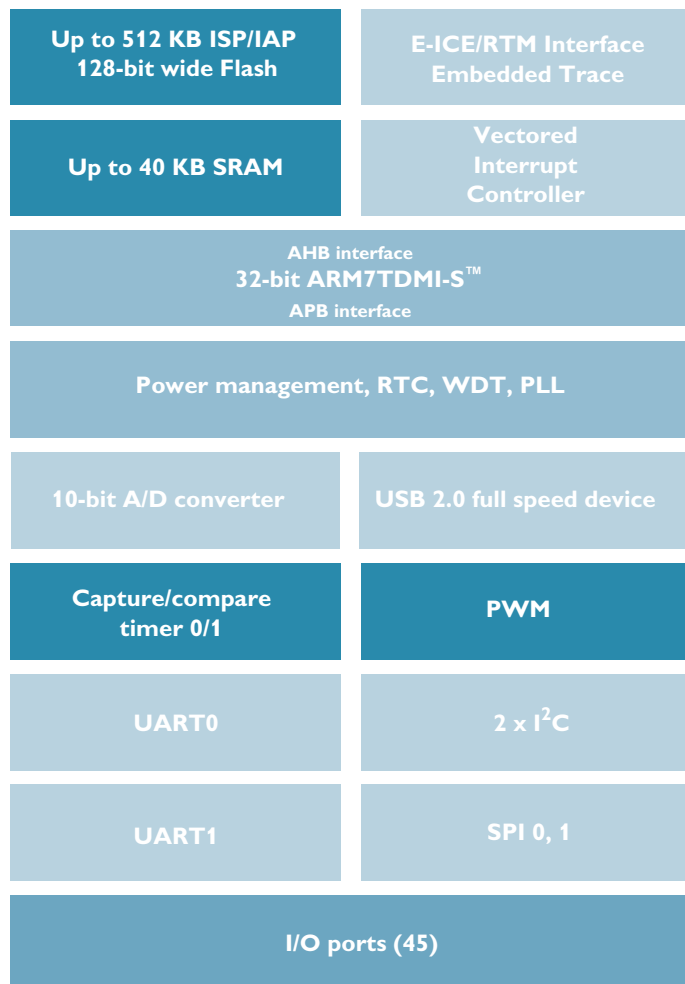 Up to 512 KB ISP/IAP
128-bit wide Flash
E-ICE/RTM Interface
Embedded Trace
Up to 40 KB SRAM
Vectored
Interrupt
Controller
AHB interface
32-bit ARM7TDMI-S™
APB interface
Power management, RTC, WDT, PLL
10-bit A/D converter
USB 2.0 full speed device
Capture/compare
timer 0/1
PWM
UART0
2 x I²C
UART1
SPI 0, 1
I/O ports (45)